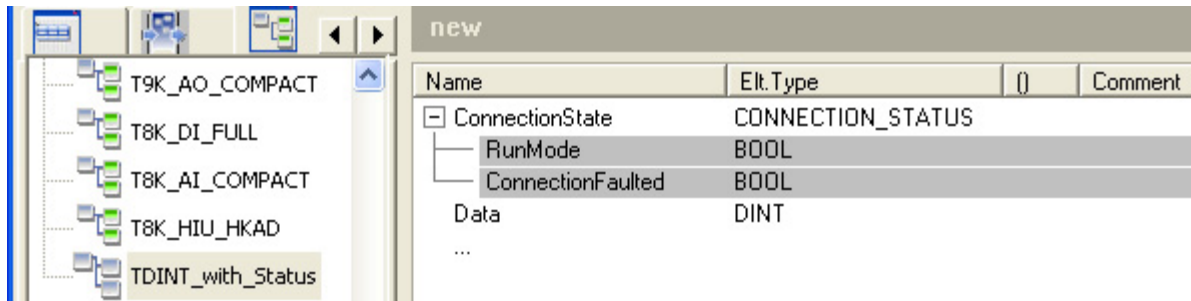 T9K_AO_COMPACT
T8K_DI_FULL
T8K_AI_COMPACT
T8K_HIU_HKAD
TDINT_with_Status
new
Name Elt.Type () Comment
ConnectionState CONNECTION_STATUS
RunMode BOOL
ConnectionFaulted BOOL
Data DINT
...